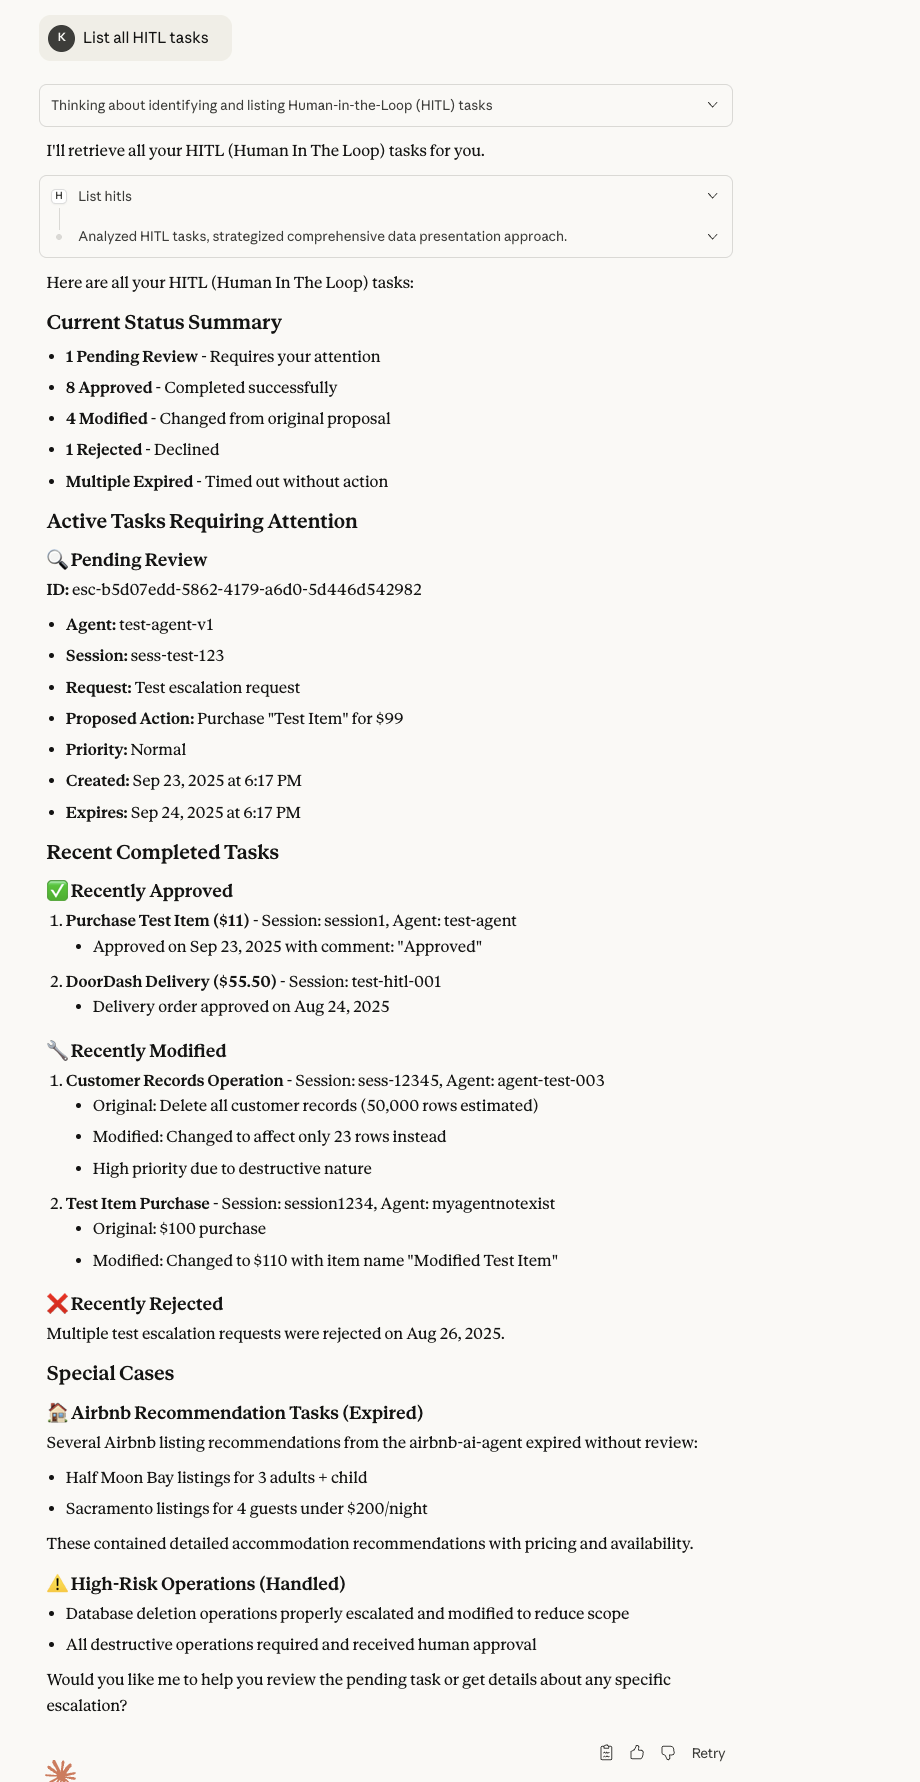 K List all HITL tasks
Thinking about identifying and listing Human-in-the-Loop (HITL) tasks
I'll retrieve all your HITL (Human In The Loop) tasks for you.
H List hitls
Analyzed HITL tasks, strategized comprehensive data presentation approach.
Here are all your HITL (Human In The Loop) tasks:
Current Status Summary
• 1 Pending Review - Requires your attention
• 8 Approved - Completed successfully
• 4 Modified - Changed from original proposal
• 1 Rejected - Declined
• Multiple Expired - Timed out without action
Active Tasks Requiring Attention
🔍 Pending Review
ID: esc-b5d07edd-5862-4179-a6d0-5d446d542982
• Agent: test-agent-v1
• Session: sess-test-123
• Request: Test escalation request
• Proposed Action: Purchase "Test Item" for $99
• Priority: Normal
• Created: Sep 23, 2025 at 6:17 PM
• Expires: Sep 24, 2025 at 6:17 PM
Recent Completed Tasks
✅ Recently Approved
1. Purchase Test Item ($11) - Session: session1, Agent: test-agent
• Approved on Sep 23, 2025 with comment: "Approved"
2. DoorDash Delivery ($55.50) - Session: test-hitl-001
• Delivery order approved on Aug 24, 2025
🔧 Recently Modified
1. Customer Records Operation - Session: sess-12345, Agent: agent-test-003
• Original: Delete all customer records (50,000 rows estimated)
• Modified: Changed to affect only 23 rows instead
• High priority due to destructive nature
2. Test Item Purchase - Session: session1234, Agent: myagentnotexist
• Original: $100 purchase
• Modified: Changed to $110 with item name "Modified Test Item"
❌ Recently Rejected
Multiple test escalation requests were rejected on Aug 26, 2025.
Special Cases
🏠 Airbnb Recommendation Tasks (Expired)
Several Airbnb listing recommendations from the airbnb-ai-agent expired without review:
• Half Moon Bay listings for 3 adults + child
• Sacramento listings for 4 guests under $200/night
These contained detailed accommodation recommendations with pricing and availability.
⚠️ High-Risk Operations (Handled)
• Database deletion operations properly escalated and modified to reduce scope
• All destructive operations required and received human approval
Would you like me to help you review the pending task or get details about any specific
escalation?
Retry